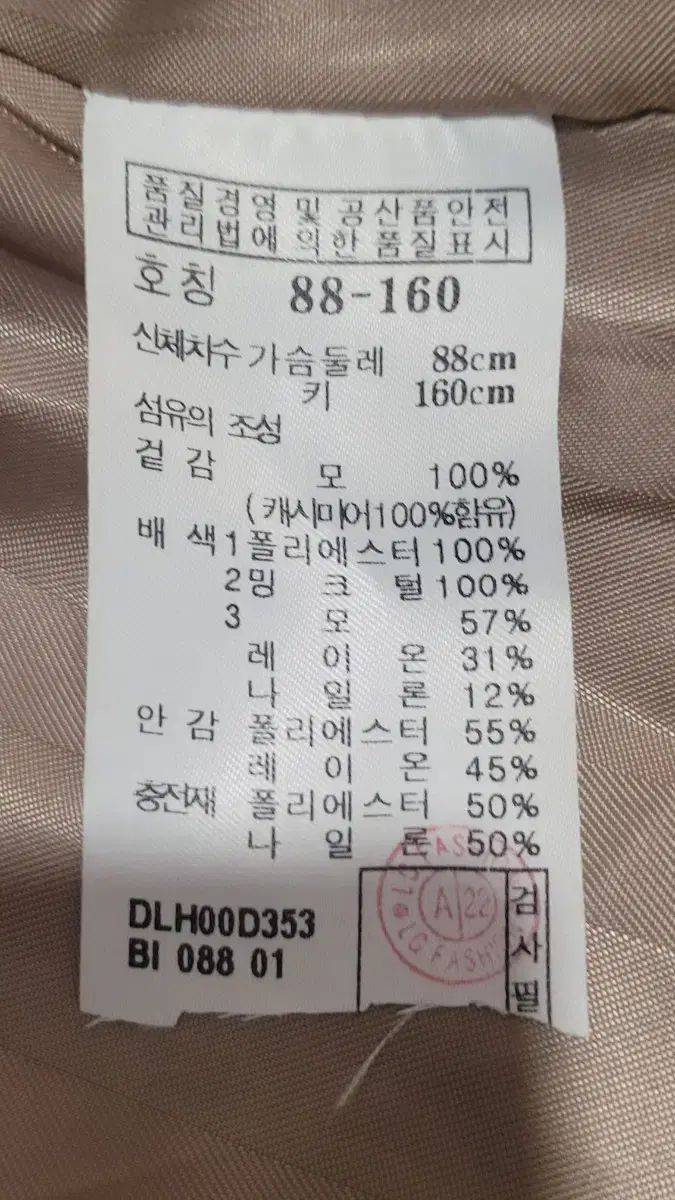 품질경영 및 공산품안전
관리법에 의한 품질표시
호칭 88-160
신체치수 가슴둘레 88cm
키 160cm
섬유의 조성
겉감 모 100%
(캐시미어100%함유)
배색 1 폴리에스터 100%
2 밍크털 100%
3 모 57%
레이온 31%
나일론 12%
안감 폴리에스터 55%
레이온 45%
충전재 폴리에스터 50%
나일론 50%
DLH00D353
BI 088 01
검사필
A 22
LG FASH